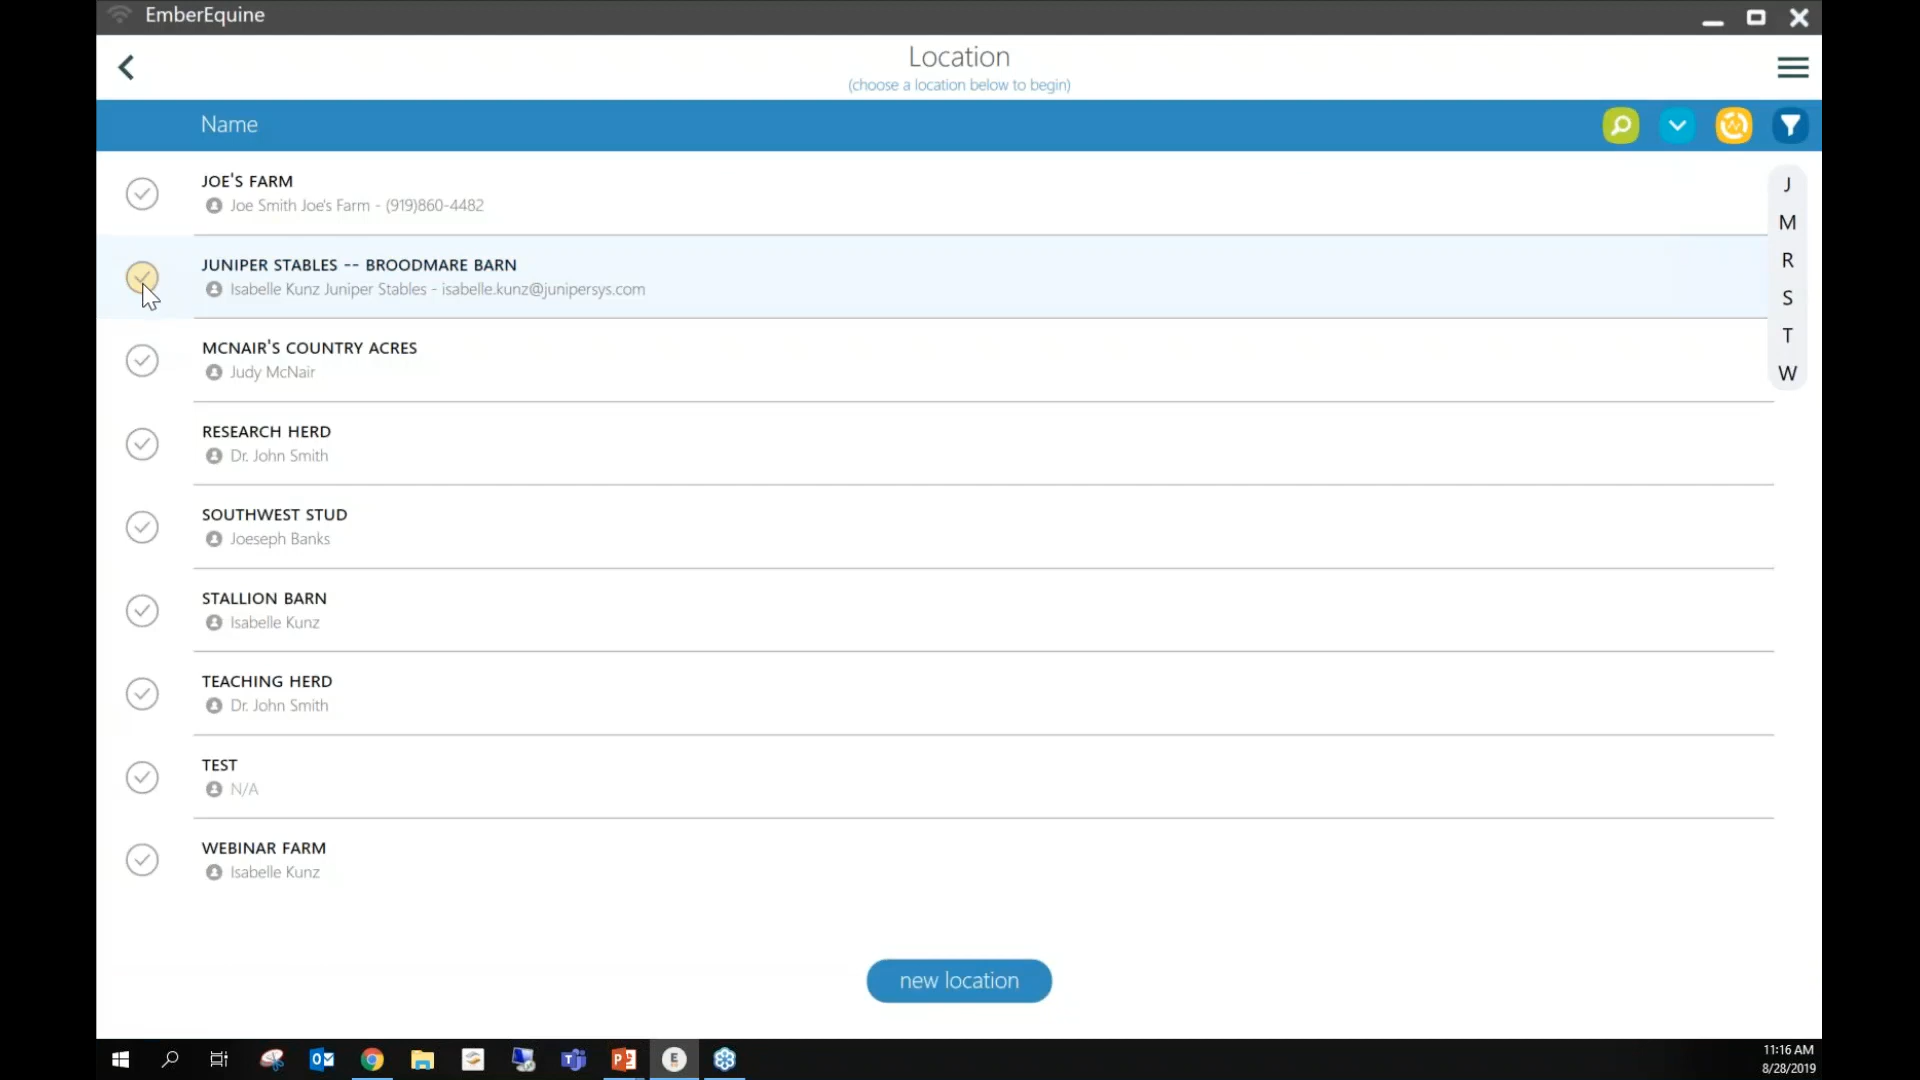 EmberEquine
Location
(choose a location below to begin)
Name
JOE'S FARM
Joe Smith Joe's Farm - (919)860-4482
JUNIPER STABLES -- BROODMARE BARN
Isabelle Kunz Juniper Stables - isabelle.kunz@junipersys.com
MCNAIR'S COUNTRY ACRES
Judy McNair
RESEARCH HERD
Dr. John Smith
SOUTHWEST STUD
Joeseph Banks
STALLION BARN
Isabelle Kunz
TEACHING HERD
Dr. John Smith
TEST
N/A
WEBINAR FARM
Isabelle Kunz
J
M
R
S
T
W
new location
11:16 AM
8/28/2019